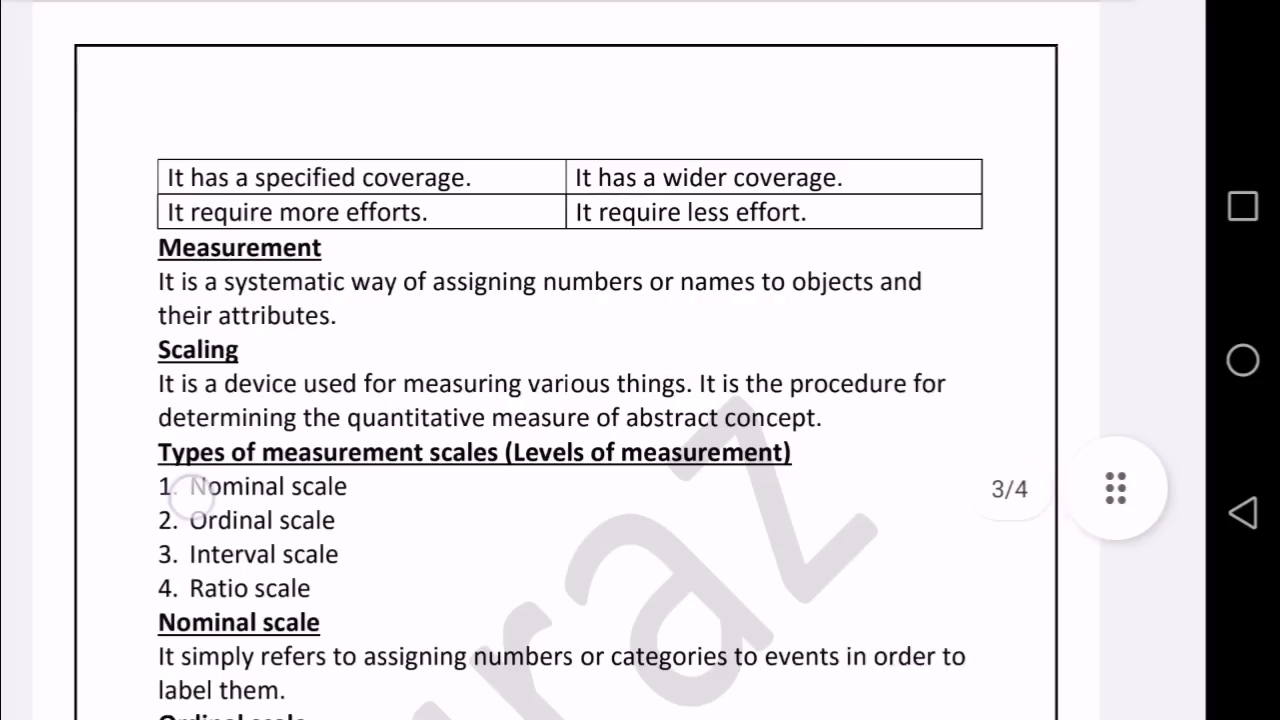 It has a specified coverage. It has a wider coverage.
It require more efforts. It require less effort.
Measurement
It is a systematic way of assigning numbers or names to objects and
their attributes.
Scaling
It is a device used for measuring various things. It is the procedure for
determining the quantitative measure of abstract concept.
Types of measurement scales (Levels of measurement)
1. Nominal scale
2. Ordinal scale
3. Interval scale
3/4
4. Ratio scale
Nominal scale
It simply refers to assigning numbers or categories to events in order to
label them.
Ordinal scale